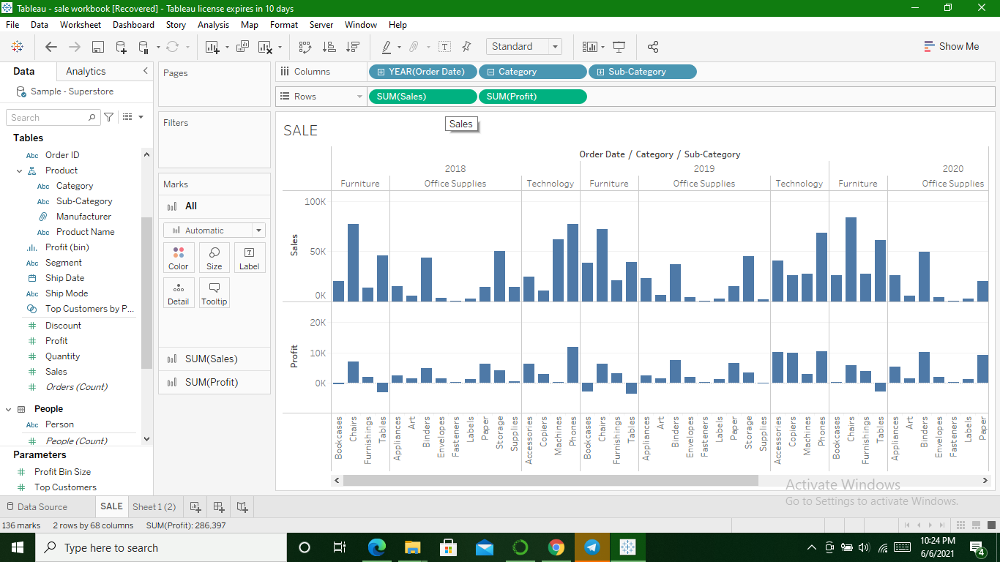 Tableau - sale workbook [Recovered] - Tableau license expires in 10 days
File Data Worksheet Dashboard Story Analysis Map Format Server Window Help
Standard
Show Me
Data Analytics
Sample - Superstore
Search
Tables
Abc Order ID
Product
Abc Category
Abc Sub-Category
Manufacturer
Abc Product Name
Profit (bin)
Abc Segment
Ship Date
Abc Ship Mode
Top Customers by P...
# Discount
# Profit
# Quantity
# Sales
# Orders (Count)
People
Abc Person
# People (Count)
Parameters
# Profit Bin Size
# Top Customers
Pages
Filters
Marks
All
Automatic
Color Size Label
Detail Tooltip
SUM(Sales)
SUM(Profit)
Columns YEAR(Order Date) Category Sub-Category
Rows SUM(Sales) SUM(Profit)
Sales
SALE
Order Date / Category / Sub-Category
2018 2019 2020
Furniture Office Supplies Technology Furniture Office Supplies Technology Furniture Office Supplies
Sales
100K
50K
0K
Profit
20K
10K
0K
Bookcases Chairs Furnishings Tables Appliances Art Binders Envelopes Fasteners Labels Paper Storage Supplies Accessories Copiers Machines Phones Bookcases Chairs Furnishings Tables Appliances Art Binders Envelopes Fasteners Labels Paper Storage Supplies Accessories Copiers Machines Phones Bookcases Chairs Furnishings Tables Appliances Art Binders Envelopes Fasteners Labels Paper
Activate Windows
Go to Settings to activate Windows.
Data Source SALE Sheet 1 (2)
136 marks 2 rows by 68 columns SUM(Profit): 286,397
Type here to search
10:24 PM
6/6/2021
4